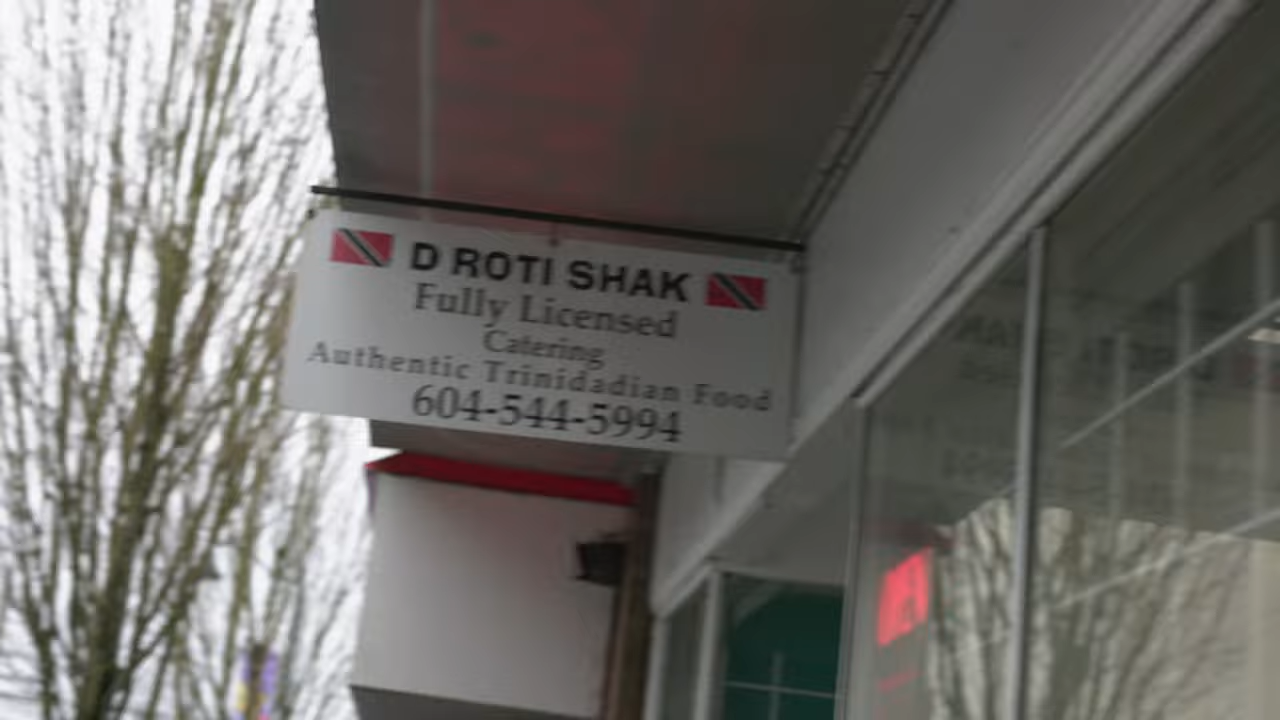 D ROTI SHAK
Fully Licensed
Catering
Authentic Trinidadian Food
604-544-5994